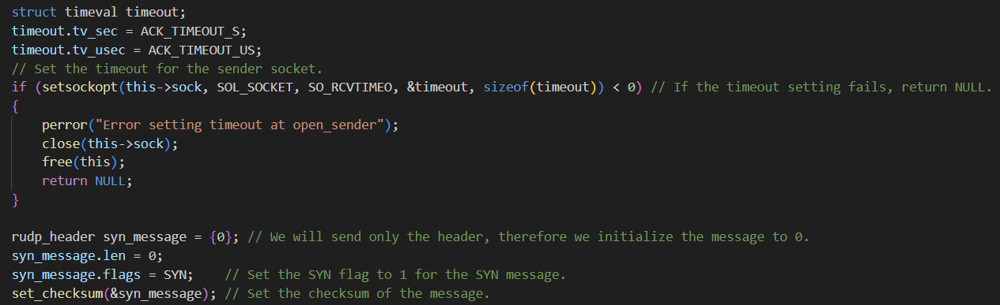 struct timeval timeout;
timeout.tv_sec = ACK_TIMEOUT_S;
timeout.tv_usec = ACK_TIMEOUT_US;
// Set the timeout for the sender socket.
if (setsockopt(this->sock, SOL_SOCKET, SO_RCVTIMEO, &timeout, sizeof(timeout)) < 0) // If the timeout setting fails, return NULL.
{
    perror("Error setting timeout at open_sender");
    close(this->sock);
    free(this);
    return NULL;
}

rudp_header syn_message = {0}; // We will send only the header, therefore we initialize the message to 0.
syn_message.len = 0;
syn_message.flags = SYN;    // Set the SYN flag to 1 for the SYN message.
set_checksum(&syn_message); // Set the checksum of the message.